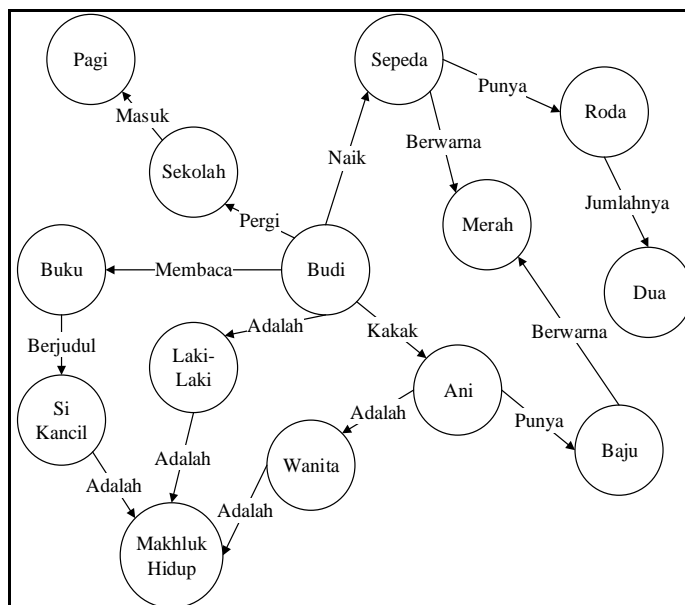 Pagi
Sepeda
Punya
Roda
Masuk
Berwarna
Sekolah
Naik
Jumlahnya
Pergi
Merah
Buku
Membaca
Budi
Dua
Adalah
Kakak
Berwarna
Berjudul
Laki-
Laki
Ani
Si
Kancil
Adalah
Punya
Baju
Adalah
Wanita
Adalah
Adalah
Makhluk
Hidup